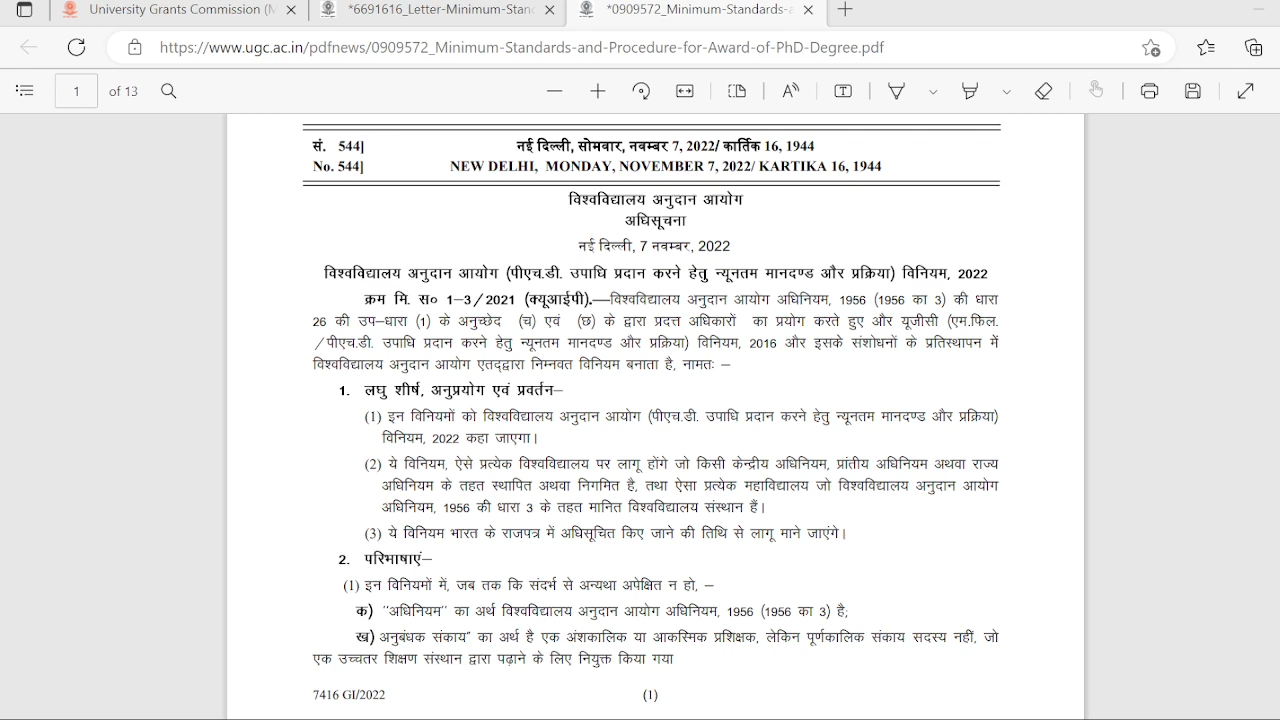 University Grants Commission (M
*6691616_Letter-Minimum-Stand
*0909572_Minimum-Standards-a
https://www.ugc.ac.in/pdfnews/0909572_Minimum-Standards-and-Procedure-for-Award-of-PhD-Degree.pdf
1 of 13
सं. 544] नई दिल्ली, सोमवार, नवम्बर 7, 2022/ कार्तिक 16, 1944
No. 544] NEW DELHI, MONDAY, NOVEMBER 7, 2022/ KARTIKA 16, 1944
विश्वविद्यालय अनुदान आयोग
अधिसूचना
नई दिल्ली, 7 नवम्बर, 2022
विश्वविद्यालय अनुदान आयोग (पीएच.डी. उपाधि प्रदान करने हेतु न्यूनतम मानदण्ड और प्रक्रिया) विनियम, 2022
क्रम मि. स० 1–3/2021 (क्यूआईपी).—विश्वविद्यालय अनुदान आयोग अधिनियम, 1956 (1956 का 3) की धारा
26 की उप–धारा (1) के अनुच्छेद (च) एवं (छ) के द्वारा प्रदत्त अधिकारों का प्रयोग करते हुए और यूजीसी (एम.फिल.
/पीएच.डी. उपाधि प्रदान करने हेतु न्यूनतम मानदण्ड और प्रक्रिया) विनियम, 2016 और इसके संशोधनों के प्रतिस्थापन में
विश्वविद्यालय अनुदान आयोग एतद्द्वारा निम्नवत विनियम बनाता है, नामतः –
1. लघु शीर्ष, अनुप्रयोग एवं प्रवर्तन–
(1) इन विनियमों को विश्वविद्यालय अनुदान आयोग (पीएच.डी. उपाधि प्रदान करने हेतु न्यूनतम मानदण्ड और प्रक्रिया)
विनियम, 2022 कहा जाएगा।
(2) ये विनियम, ऐसे प्रत्येक विश्वविद्यालय पर लागू होंगे जो किसी केन्द्रीय अधिनियम, प्रांतीय अधिनियम अथवा राज्य
अधिनियम के तहत स्थापित अथवा निगमित है, तथा ऐसा प्रत्येक महाविद्यालय जो विश्वविद्यालय अनुदान आयोग
अधिनियम, 1956 की धारा 3 के तहत मानित विश्वविद्यालय संस्थान हैं।
(3) ये विनियम भारत के राजपत्र में अधिसूचित किए जाने की तिथि से लागू माने जाएंगे।
2. परिभाषाएं–
(1) इन विनियमों में, जब तक कि संदर्भ से अन्यथा अपेक्षित न हो, –
क) ''अधिनियम'' का अर्थ विश्वविद्यालय अनुदान आयोग अधिनियम, 1956 (1956 का 3) है;
ख) अनुबंधक संकाय" का अर्थ है एक अंशकालिक या आकस्मिक प्रशिक्षक, लेकिन पूर्णकालिक संकाय सदस्य नहीं, जो
एक उच्चतर शिक्षण संस्थान द्वारा पढ़ाने के लिए नियुक्त किया गया
7416 GI/2022 (1)